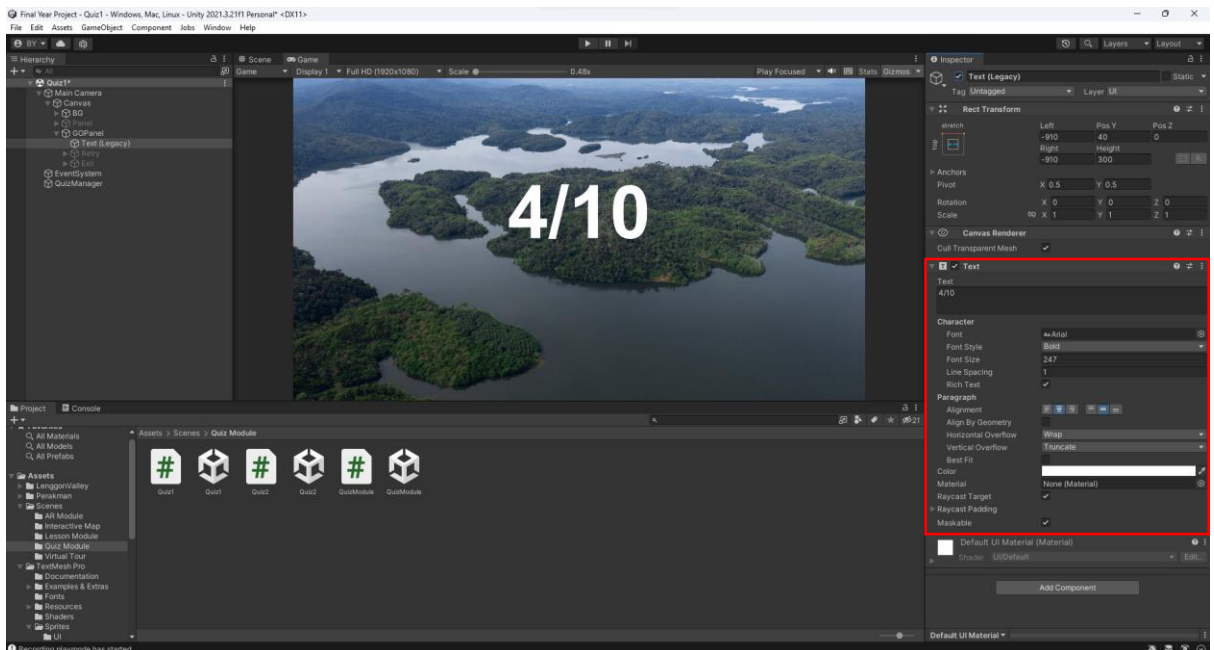 Final Year Project - Quiz1 - Windows, Mac, Linux - Unity 2021.3.21f1 Personal* <DX11>
File Edit Assets GameObject Component Jobs Window Help
BY
Layers
Layout
Hierarchy
All
Quiz1*
Main Camera
Canvas
BG
Panel
GOPanel
Text (Legacy)
Retry
Exit
EventSystem
QuizManager
Scene
Game
Game
Display 1
Full HD (1920x1080)
Scale
0.48x
Play Focused
Stats
Gizmos
4/10
Inspector
Text (Legacy)
Static
Tag Untagged
Layer UI
Rect Transform
stretch
top
Left Pos Y Pos Z
-910 40 0
Right Height
-910 300
R
Anchors
Pivot X 0.5 Y 0.5
Rotation X 0 Y 0 Z 0
Scale X 1 Y 1 Z 1
Canvas Renderer
Cull Transparent Mesh
Text
Text
4/10
Character
Font Aa Arial
Font Style Bold
Font Size 247
Line Spacing 1
Rich Text
Paragraph
Alignment
Align By Geometry
Horizontal Overflow Wrap
Vertical Overflow Truncate
Best Fit
Color
Material None (Material)
Raycast Target
Raycast Padding
Maskable
Default UI Material (Material)
Shader UI/Default
Edit...
Add Component
Default UI Material
Project
Console
21
Favorites
All Materials
All Models
All Prefabs
Assets
LenggonValley
Perakman
Scenes
AR Module
Interactive Map
Lesson Module
Quiz Module
Virtual Tour
TextMesh Pro
Documentation
Examples & Extras
Fonts
Resources
Shaders
Sprites
UI
Assets > Scenes > Quiz Module
Quiz1 Quiz1 Quiz2 Quiz2 QuizModule QuizModule
Recording playmode has started